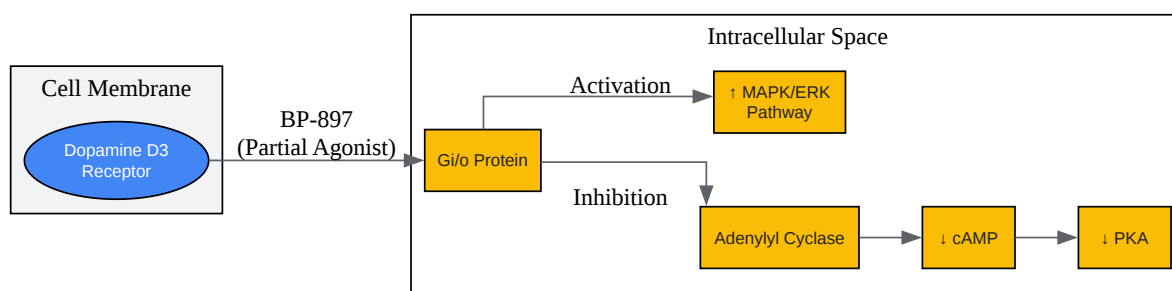 Intracellular Space
Cell Membrane
Dopamine D3
Receptor
BP-897
(Partial Agonist)
Gi/o Protein
Activation
↑ MAPK/ERK
Pathway
Inhibition
Adenylyl Cyclase
↓ cAMP
↓ PKA